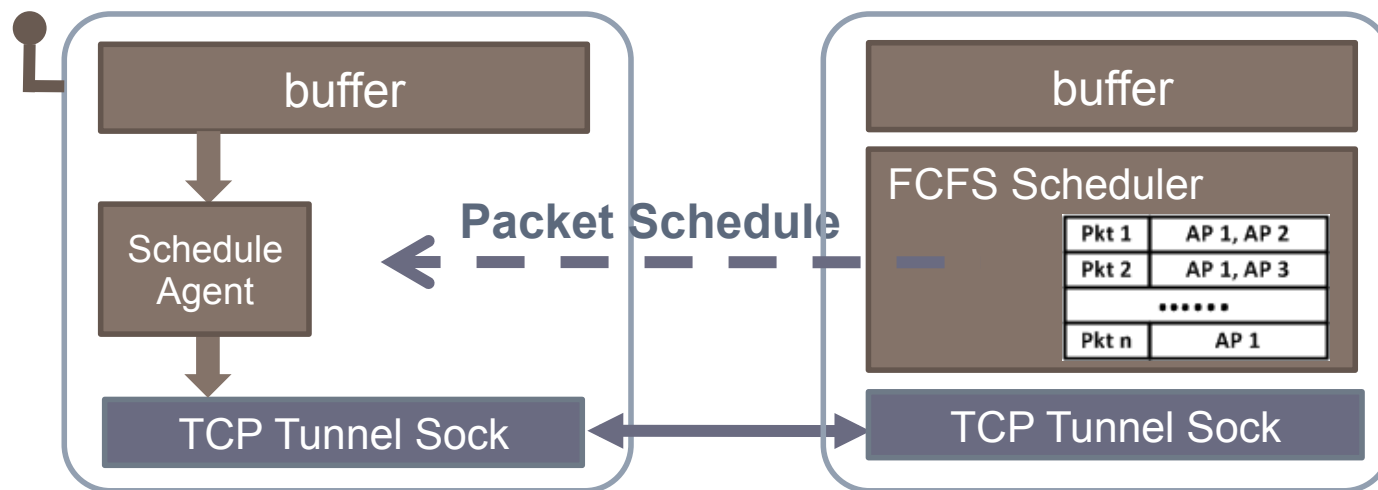 buffer
Schedule
Agent
TCP Tunnel Sock
Packet Schedule
buffer
FCFS Scheduler
Pkt 1 AP 1, AP 2
Pkt 2 AP 1, AP 3
••••••
Pkt n AP 1
TCP Tunnel Sock